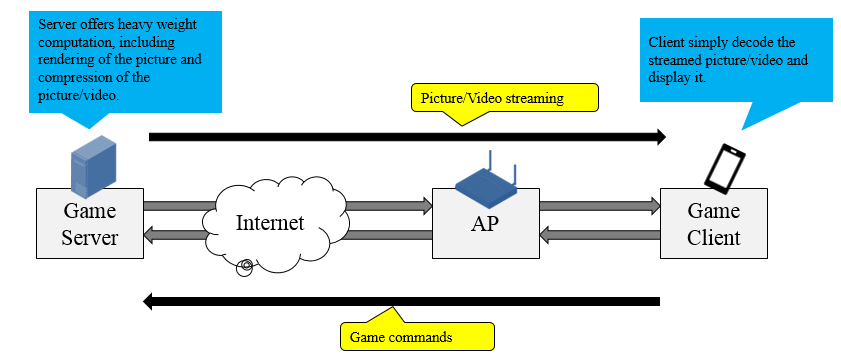 Server offers heavy weight
computation, including
rendering of the picture and
compression of the
picture/video.
Client simply decode the
streamed picture/video and
display it.
Picture/Video streaming
Game
Server
Internet
AP
Game
Client
Game commands